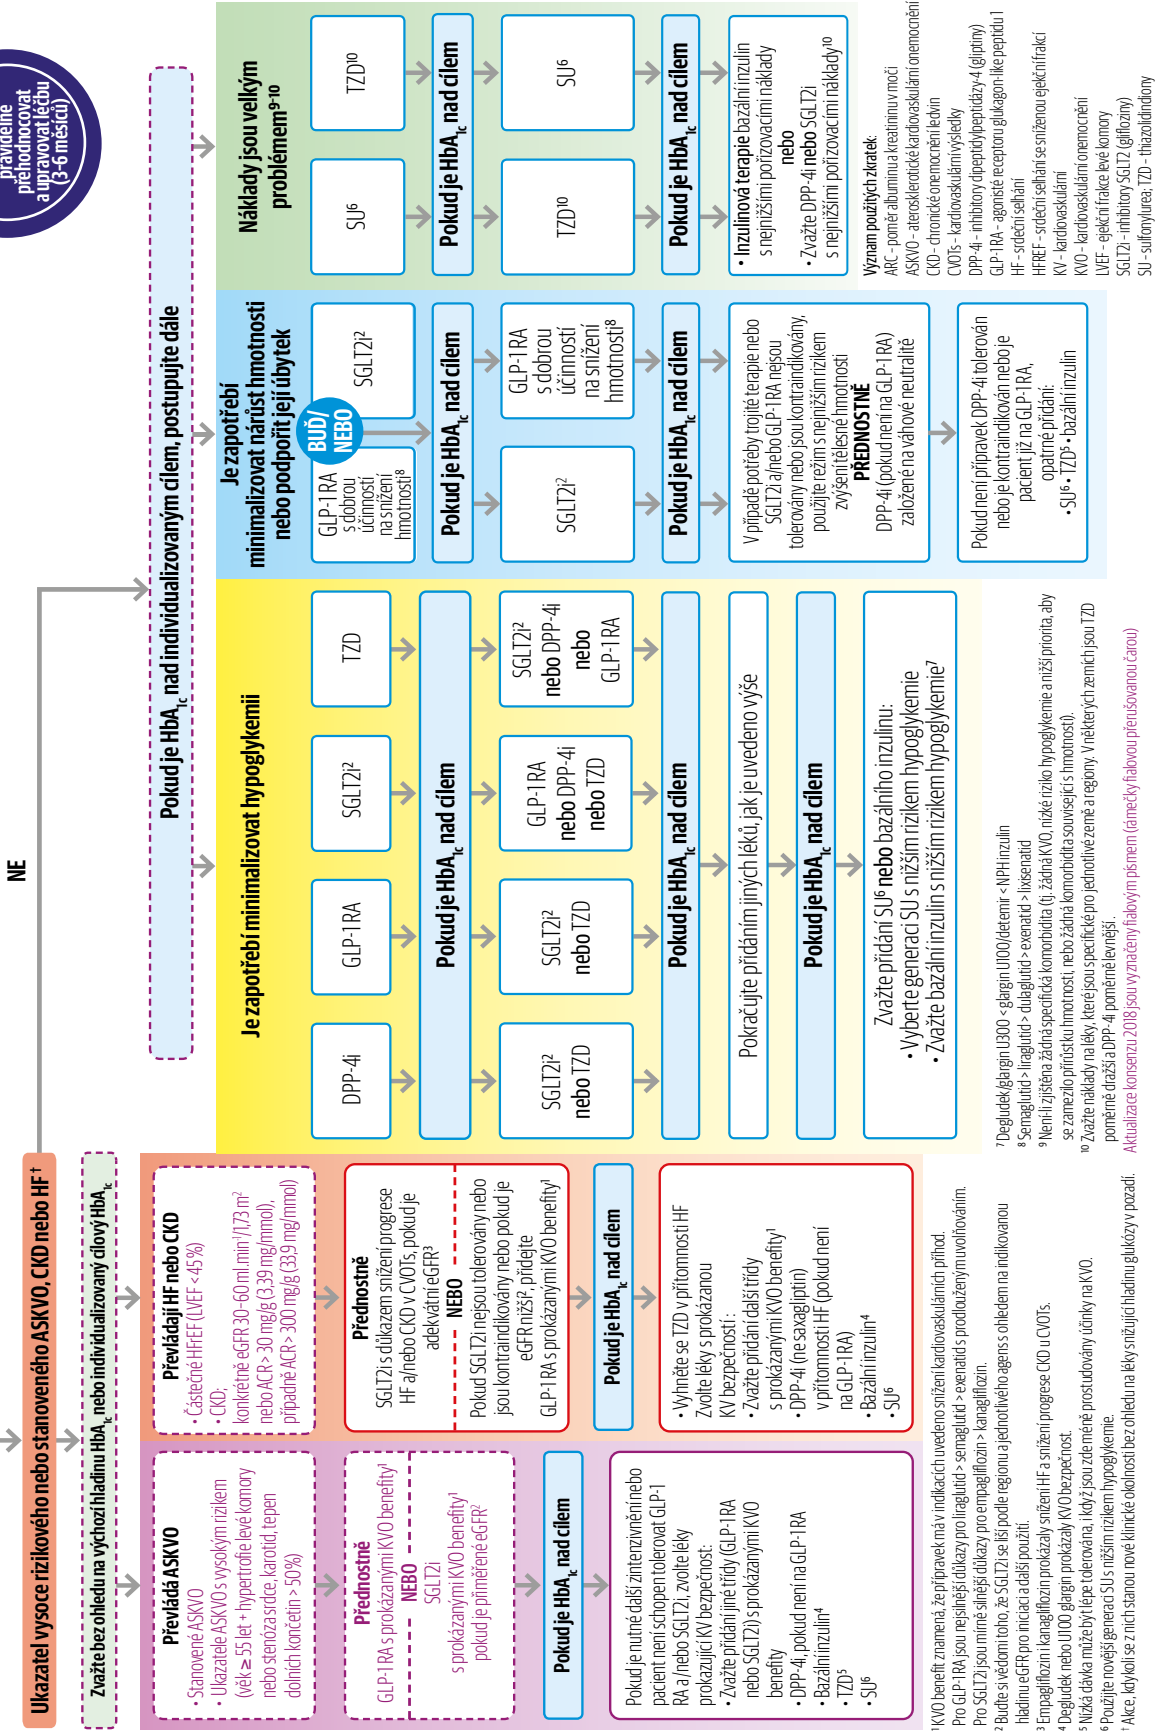 pravidelně
přehodnocovat
a upravovat léčbu
(3-6 měsíců)
NE
Ukazatel vysoce rizikového nebo stanoveného ASKVO, CKD nebo HF†
Zvažte bez ohledu na výchozí hladinu HbA1c nebo individualizovaný cílový HbA1c
Převládá ASKVO
• Stanovené ASKVO
• Ukazatele ASKVO s vysokým rizikem
(věk ≥ 55 let + hypertrofie levé komory
nebo stenóza srdce, karotid, tepen
dolních končetin > 50%)
Přednostně
GLP-1 RA s prokázanými KVO benefity1
NEBO
SGLT2i
s prokázanými KVO benefity1
pokud je přiměřené eGFR2
Pokud je HbA1c nad cílem
Pokud je nutné další zintenzivnění nebo
pacient není schopen tolerovat GLP-1
RA a /nebo SGLT2i, zvolte léky
prokazující KV bezpečnost:
• Zvažte přidání jiné třídy (GLP-1RA
nebo SGLT2i) s prokázanými KVO
benefity
• DPP-4i, pokud není na GLP-1RA
• Bazální inzulin4
• TZD5
• SU6
Převládají HF nebo CKD
• Částečné HFrEF (LVEF < 45%)
• CKD;
konkrétně eGFR 30–60 ml.min-1/1,73 m2
nebo ACR > 30 mg/g (3,39 mg/mmol),
případně ACR > 300 mg/g (33,9 mg/mmol)
Přednostně
SGLT2i s důkazem snížení progrese
HF a/nebo CKD v CVOTs, pokud je
adekvátní eGFR3
NEBO
Pokud SGLT2i nejsou tolerovány nebo
jsou kontraindikovány nebo pokud je
eGFR nižší2, přidejte
GLP-1 RA s prokázanými KVO benefity1
Pokud je HbA1c nad cílem
• Vyhněte se TZD v přítomnosti HF
Zvolte léky s prokázanou
KV bezpečností :
• Zvažte přidání další třídy
s prokázanými KVO benefity1
• DPP-4i (ne saxagliptin)
v přítomnosti HF (pokud není
na GLP-1RA)
• Bazální inzulin4
• SU6
Pokud je HbA1c nad individualizovaným cílem, postupujte dále
Je zapotřebí minimalizovat hypoglykemii
DPP-4i
GLP-1 RA
SGLT2i2
TZD
Pokud je HbA1c nad cílem
SGLT2i2
nebo TZD
SGLT2i2
nebo TZD
GLP-1RA
nebo DPP-4i
nebo TZD
SGLT2i2
nebo DPP-4i
nebo
GLP-1RA
Pokud je HbA1c nad cílem
Pokračujte přidáním jiných léků, jak je uvedeno výše
Pokud je HbA1c nad cílem
Zvažte přidání SU6 nebo bazálního inzulinu:
• Vyberte generaci SU s nižším rizikem hypoglykemie
• Zvažte bazální inzulin s nižším rizikem hypoglykemie7
Je zapotřebí
minimalizovat nárůst hmotnosti
nebo podpořit její úbytek
GLP-1 RA
s dobrou
účinností
na snížení
hmotnosti8
BUĎ/
NEBO
SGLT2i2
Pokud je HbA1c nad cílem
SGLT2i2
GLP-1 RA
s dobrou
účinností
na snížení
hmotnosti8
Pokud je HbA1c nad cílem
V případě potřeby trojité terapie nebo
SGLT2i a/nebo GLP-1 RA nejsou
tolerovány nebo jsou kontraindikovány,
použijte režim s nejnižším rizikem
zvýšení tělesné hmotnosti
PŘEDNOSTNĚ
DPP-4i (pokud není na GLP-1 RA)
založené na váhové neutralitě
Pokud není přípravek DPP-4i tolerován
nebo je kontraindikován nebo je
pacient již na GLP-1 RA,
opatrné přidání:
• SU6 • TZD5 • bazální inzulin
Náklady jsou velkým
problémem9-10
SU6
TZD10
Pokud je HbA1c nad cílem
TZD10
SU6
Pokud je HbA1c nad cílem
• Inzulinová terapie bazální inzulin
s nejnižšími pořizovacími náklady
nebo
• Zvažte DPP-4i nebo SGLT2i
s nejnižšími pořizovacími náklady10
1 KVO benefit znamená, že přípravek má v indikacích uvedeno snížení kardiovaskulárních příhod.
Pro GLP-1 RA jsou nejsilnější důkazy pro liraglutid > semaglutid > exenatid s prodlouženým uvolňováním.
Pro SGLT2i jsou mírně silnější důkazy pro empagliflozin > kanagliflozin.
2 Buďte si vědomi toho, že SGLT2i se liší podle regionu a jednotlivého agens s ohledem na indikovanou
hladinu eGFR pro iniciaci a další použití.
3 Empagliflozin i kanagliflozin prokázaly snížení HF a snížení progrese CKD u CVOTs.
4 Degludek nebo U100 glargin prokázaly KVO bezpečnost.
5 Nízká dávka může být lépe tolerována, i když jsou zde méně prostudovány účinky na KVO.
6 Použijte novější generaci SU s nižším rizikem hypoglykemie.
† Akce, kdykoli se z nich stanou nové klinické okolnosti bez ohledu na léky snižující hladinu glukózy v pozadí.
7 Degludek/glargin U300 < glargin U100/detemir < NPH inzulin
8 Semaglutid > liraglutid > dulaglutid > exenatid > lixisenatid
9 Není-li zjištěna žádná specifická komorbidita (tj. žádná KVO, nízké riziko hypoglykemie a nižší priorita, aby
se zamezilo přírůstku hmotnosti, nebo žádná komorbidita související s hmotností).
10 Zvažte náklady na léky, které jsou specifické pro jednotlivé země a regiony. V některých zemích jsou TZD
poměrně dražší a DPP-4i poměrně levnější.
Aktualizace konsenzu 2018 jsou vyznačeny fialovým písmem (rámečky fialovou přerušovanou čarou)
Význam použitých zkratek:
ARC – poměr albuminu a kreatininu v moči
ASKVO – aterosklerotické kardiovaskulární onemocnění
CKD – chronické onemocnění ledvin
CVOTs – kardiovaskulární výsledky
DPP-4i – inhibitory dipeptidylpeptidázy-4 (gliptiny)
GLP-1 RA – agonisté receptoru glukagon-like peptidu 1
HF – srdeční selhání
HFREF – srdeční selhání se sníženou ejekční frakcí
KV – kardiovaskulární
KVO – kardiovaskulární onemocnění
LVEF – ejekční frakce levé komory
SGLT2i – inhibitory SGLT2 (glifloziny)
SU – sulfonylurea; TZD – thiazolidindiony